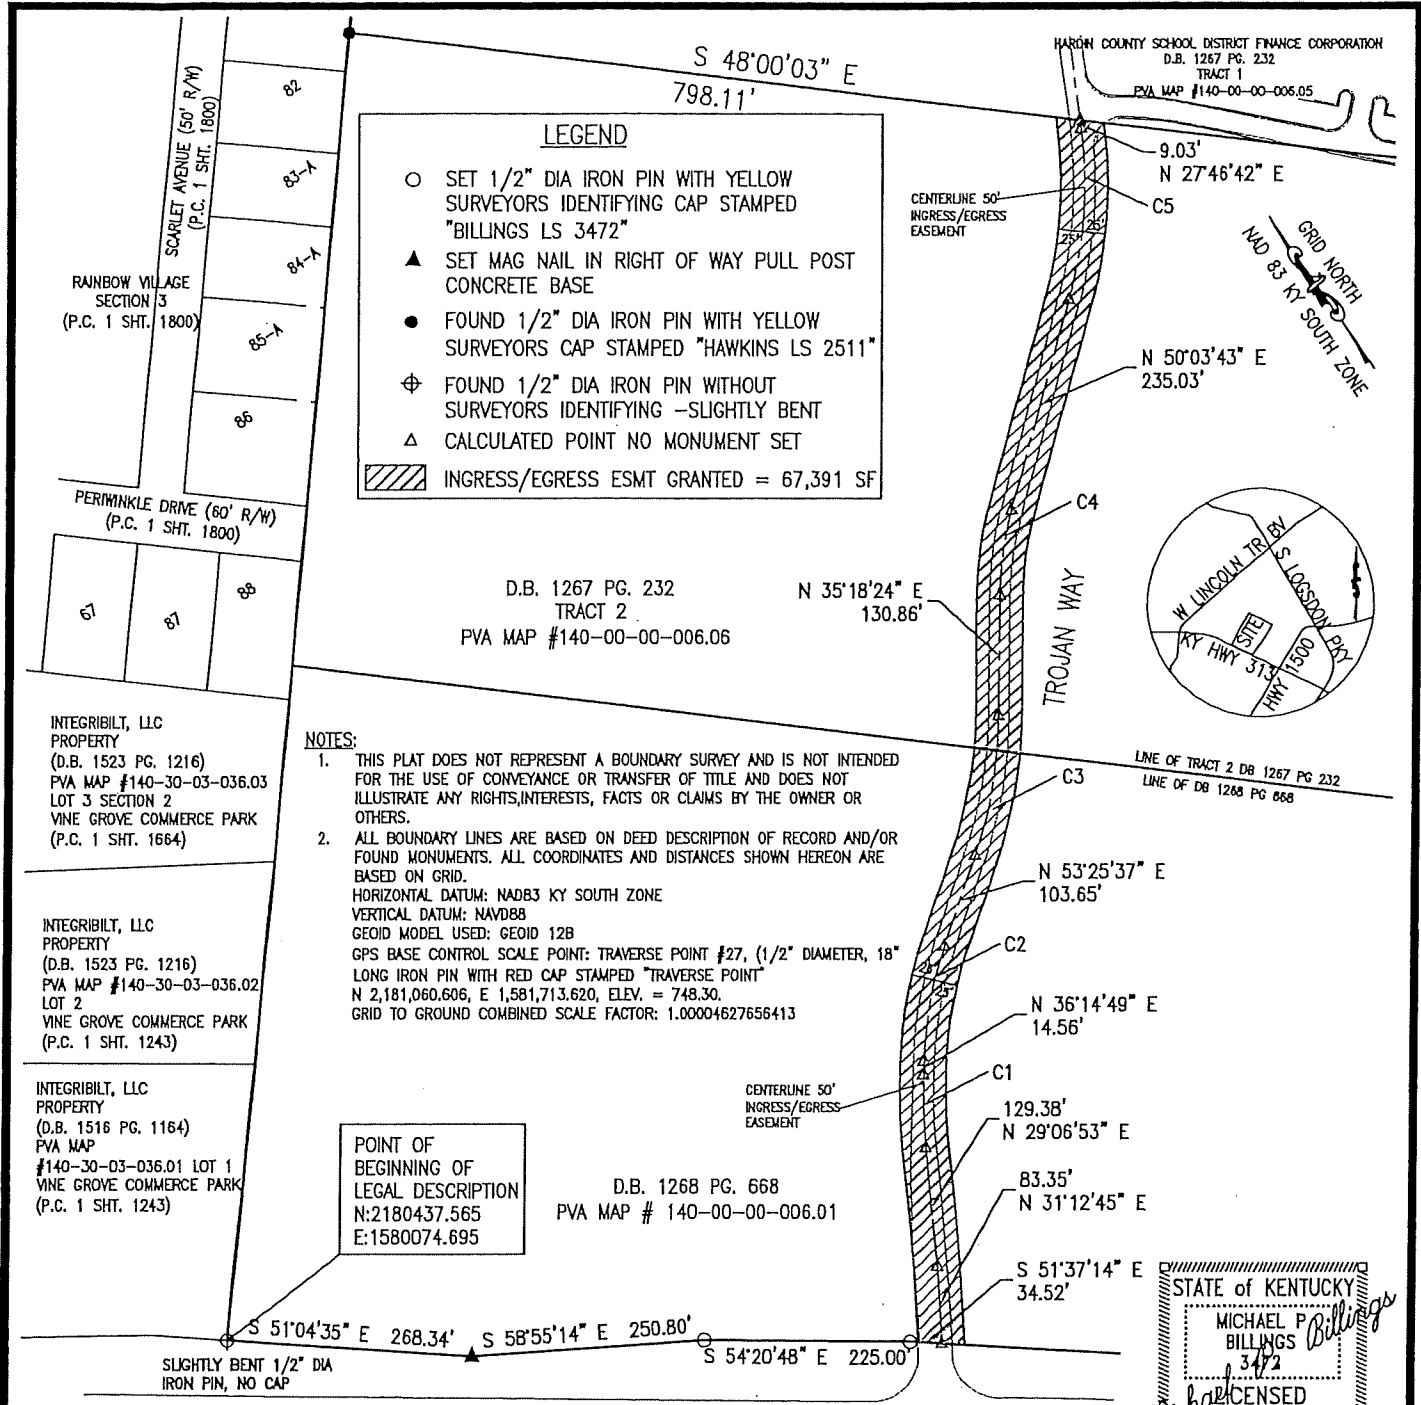 S 48°00'03" E
798.11'
HARDIN COUNTY SCHOOL DISTRICT FINANCE CORPORATION
D.B. 1267 PG. 232
TRACT 1
PVA MAP #140-00-00-006.05
SCARLET AVENUE (50' R/W)
(P.C. 1 SHT. 1800)
82
83-A
84-A
85-A
86
RAINBOW VILLAGE
SECTION 3
(P.C. 1 SHT. 1800)
PERIWINKLE DRIVE (60' R/W)
(P.C. 1 SHT. 1800)
67
87
88
LEGEND
SET 1/2" DIA IRON PIN WITH YELLOW
SURVEYORS IDENTIFYING CAP STAMPED
"BILLINGS LS 3472"
SET MAG NAIL IN RIGHT OF WAY PULL POST
CONCRETE BASE
FOUND 1/2" DIA IRON PIN WITH YELLOW
SURVEYORS CAP STAMPED "HAWKINS LS 2511"
FOUND 1/2" DIA IRON PIN WITHOUT
SURVEYORS IDENTIFYING -SLIGHTLY BENT
CALCULATED POINT NO MONUMENT SET
INGRESS/EGRESS ESMT GRANTED = 67,391 SF
9.03'
N 27°46'42" E
C5
CENTERLINE 50'
INGRESS/EGRESS
EASEMENT
25'
25'
GRID NORTH
NAD 83 KY SOUTH ZONE
N 50°03'43" E
235.03'
C4
N 35°18'24" E
130.86'
TROJAN WAY
W LINCOLN TR BV
S LOGSDON PKY
SITE
KY HWY 313
HWY 1500
D.B. 1267 PG. 232
TRACT 2
PVA MAP #140-00-00-006.06
LINE OF TRACT 2 DB 1267 PG 232
LINE OF DB 1268 PG 668
INTEGRIBILT, LLC
PROPERTY
(D.B. 1523 PG. 1216)
PVA MAP #140-30-03-036.03
LOT 3 SECTION 2
VINE GROVE COMMERCE PARK
(P.C. 1 SHT. 1664)
NOTES:
1. THIS PLAT DOES NOT REPRESENT A BOUNDARY SURVEY AND IS NOT INTENDED
FOR THE USE OF CONVEYANCE OR TRANSFER OF TITLE AND DOES NOT
ILLUSTRATE ANY RIGHTS,INTERESTS, FACTS OR CLAIMS BY THE OWNER OR
OTHERS.
2. ALL BOUNDARY LINES ARE BASED ON DEED DESCRIPTION OF RECORD AND/OR
FOUND MONUMENTS. ALL COORDINATES AND DISTANCES SHOWN HEREON ARE
BASED ON GRID.
HORIZONTAL DATUM: NAD83 KY SOUTH ZONE
VERTICAL DATUM: NAVD88
GEOID MODEL USED: GEOID 12B
GPS BASE CONTROL SCALE POINT: TRAVERSE POINT #27, (1/2" DIAMETER, 18"
LONG IRON PIN WITH RED CAP STAMPED "TRAVERSE POINT"
N 2,181,060.606, E 1,581,713.620, ELEV. = 748.30.
GRID TO GROUND COMBINED SCALE FACTOR: 1.00004627656413
C3
N 53°25'37" E
103.65'
C2
25'
25'
N 36°14'49" E
14.56'
C1
CENTERLINE 50'
INGRESS/EGRESS
EASEMENT
129.38'
N 29°06'53" E
83.35'
N 31°12'45" E
S 51°37'14" E
34.52'
INTEGRIBILT, LLC
PROPERTY
(D.B. 1523 PG. 1216)
PVA MAP #140-30-03-036.02
LOT 2
VINE GROVE COMMERCE PARK
(P.C. 1 SHT. 1243)
INTEGRIBILT, LLC
PROPERTY
(D.B. 1516 PG. 1164)
PVA MAP
#140-30-03-036.01 LOT 1
VINE GROVE COMMERCE PARK
(P.C. 1 SHT. 1243)
POINT OF
BEGINNING OF
LEGAL DESCRIPTION
N:2180437.565
E:1580074.695
D.B. 1268 PG. 668
PVA MAP # 140-00-00-006.01
S 51°04'35" E 268.34'
S 58°55'14" E 250.80'
S 54°20'48" E 225.00'
SLIGHTLY BENT 1/2" DIA
IRON PIN, NO CAP
STATE of KENTUCKY
MICHAEL P
BILLINGS
3472
LICENSED
Billings